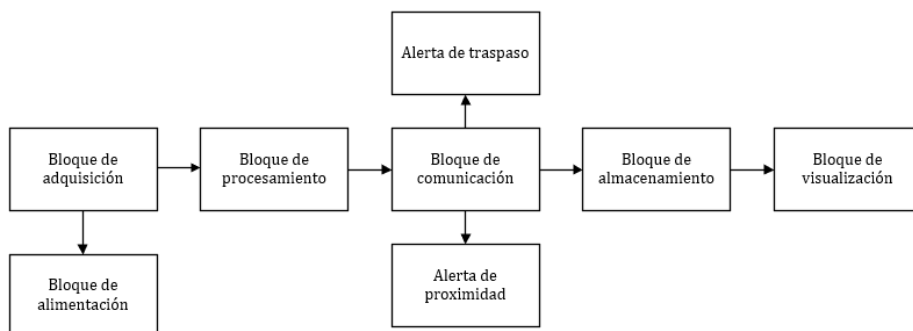 Alerta de traspaso
Bloque de
adquisición
Bloque de
procesamiento
Bloque de
comunicación
Bloque de
almacenamiento
Bloque de
visualización
Bloque de
alimentación
Alerta de
proximidad